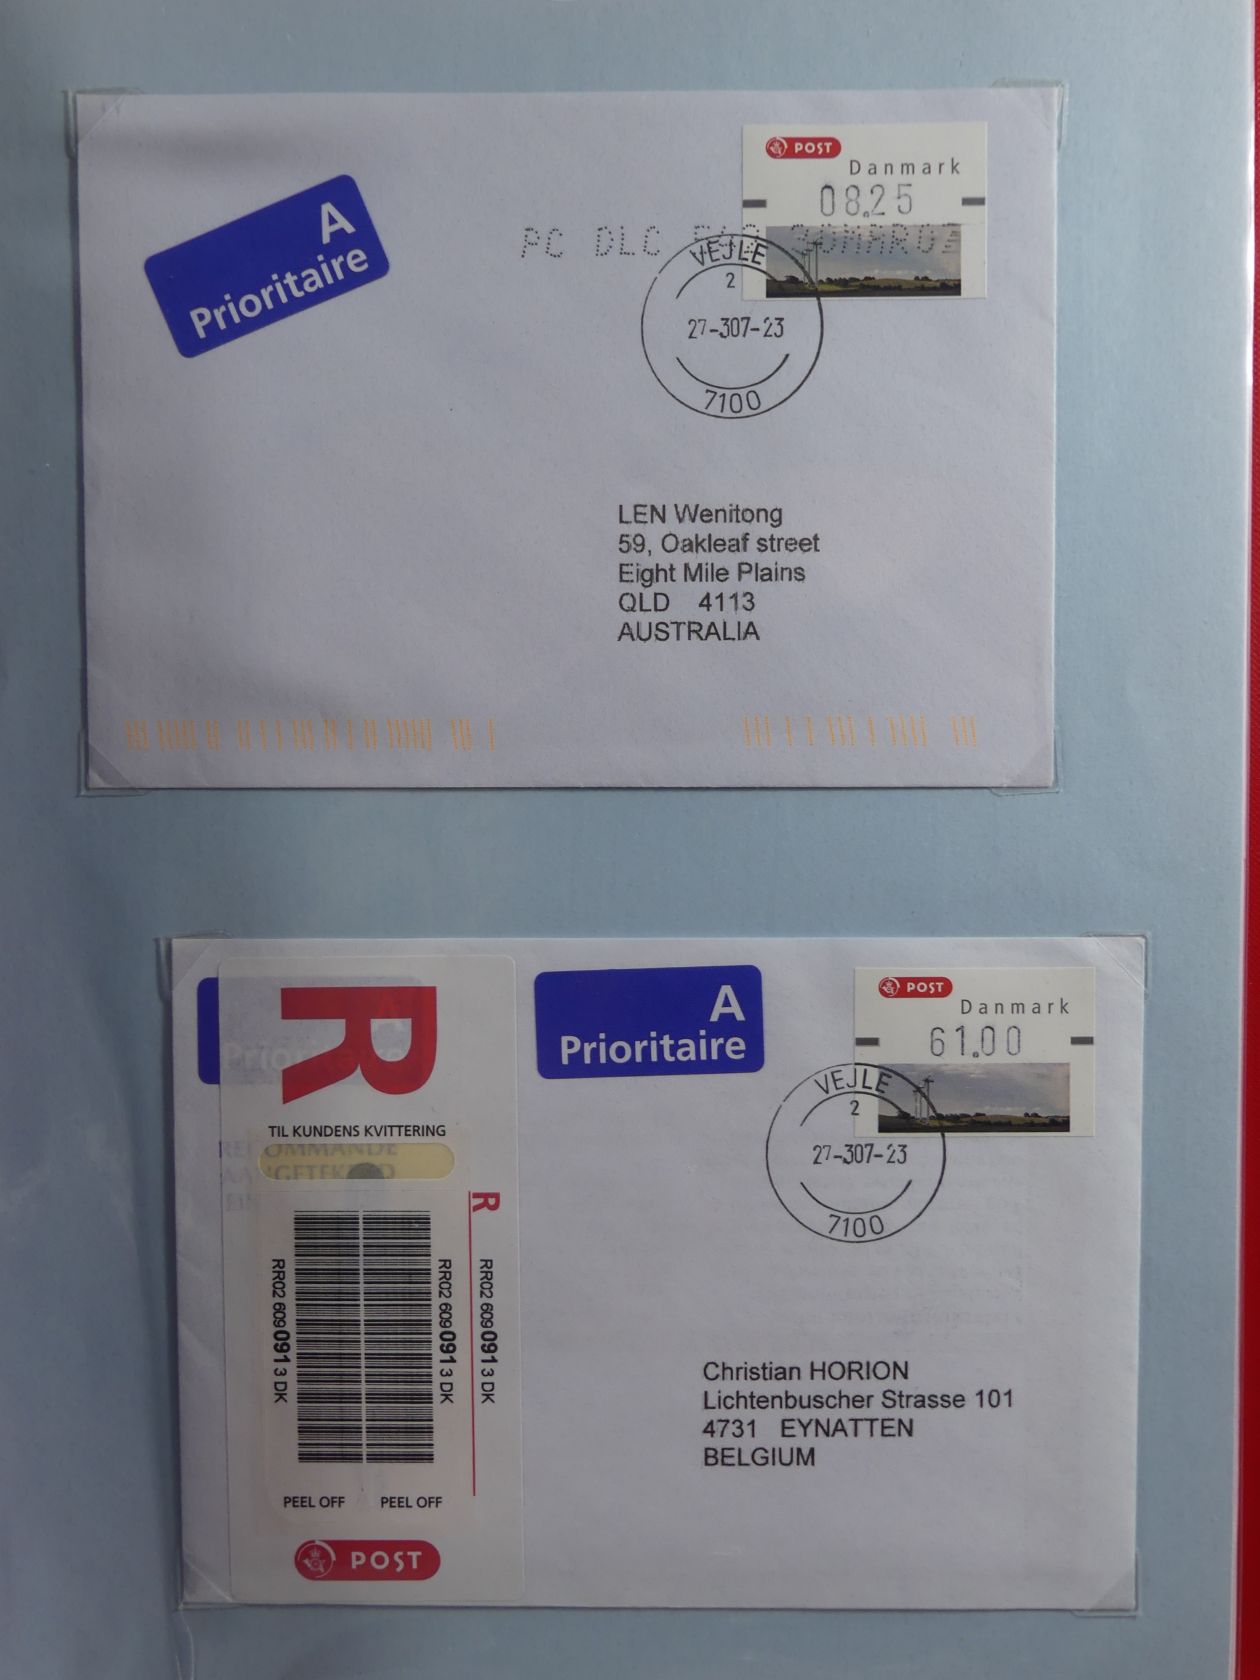 POST
Danmark
08.25
A
Prioritaire
PC DLC
VEJLE
2
27-307-23
7100
LEN Wenitong
59, Oakleaf street
Eight Mile Plains
QLD 4113
AUSTRALIA
R
TIL KUNDENS KVITTERING
RECOMMANDE
R
RR02 609 091 3 DK
RR02 609 091 3 DK
RR02 609 091 3 DK
PEEL OFF PEEL OFF
POST
A
Prioritaire
Prioritaire
POST
Danmark
61.00
VEJLE
2
27-307-23
7100
Christian HORION
Lichtenbuscher Strasse 101
4731 EYNATTEN
BELGIUM